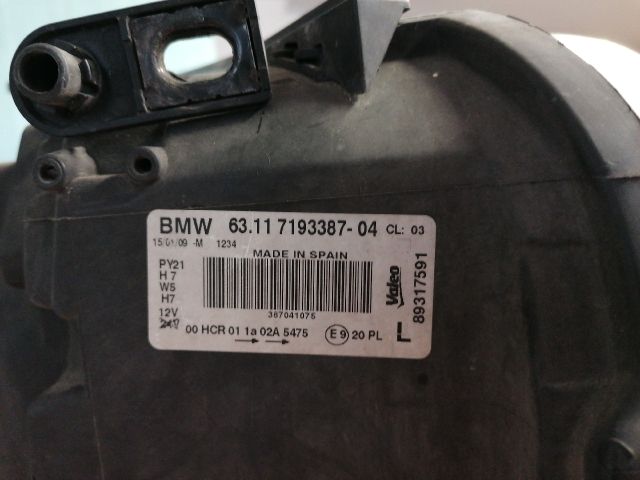 BMW 63.11 7193387-04 CL: 03
15/01/09 -M 1234
MADE IN SPAIN
PY21
H7
W5
H7
12V
367041075
00 HCR 01 1a 02A 5475 E9 20 PL
Valeo
89317591
L